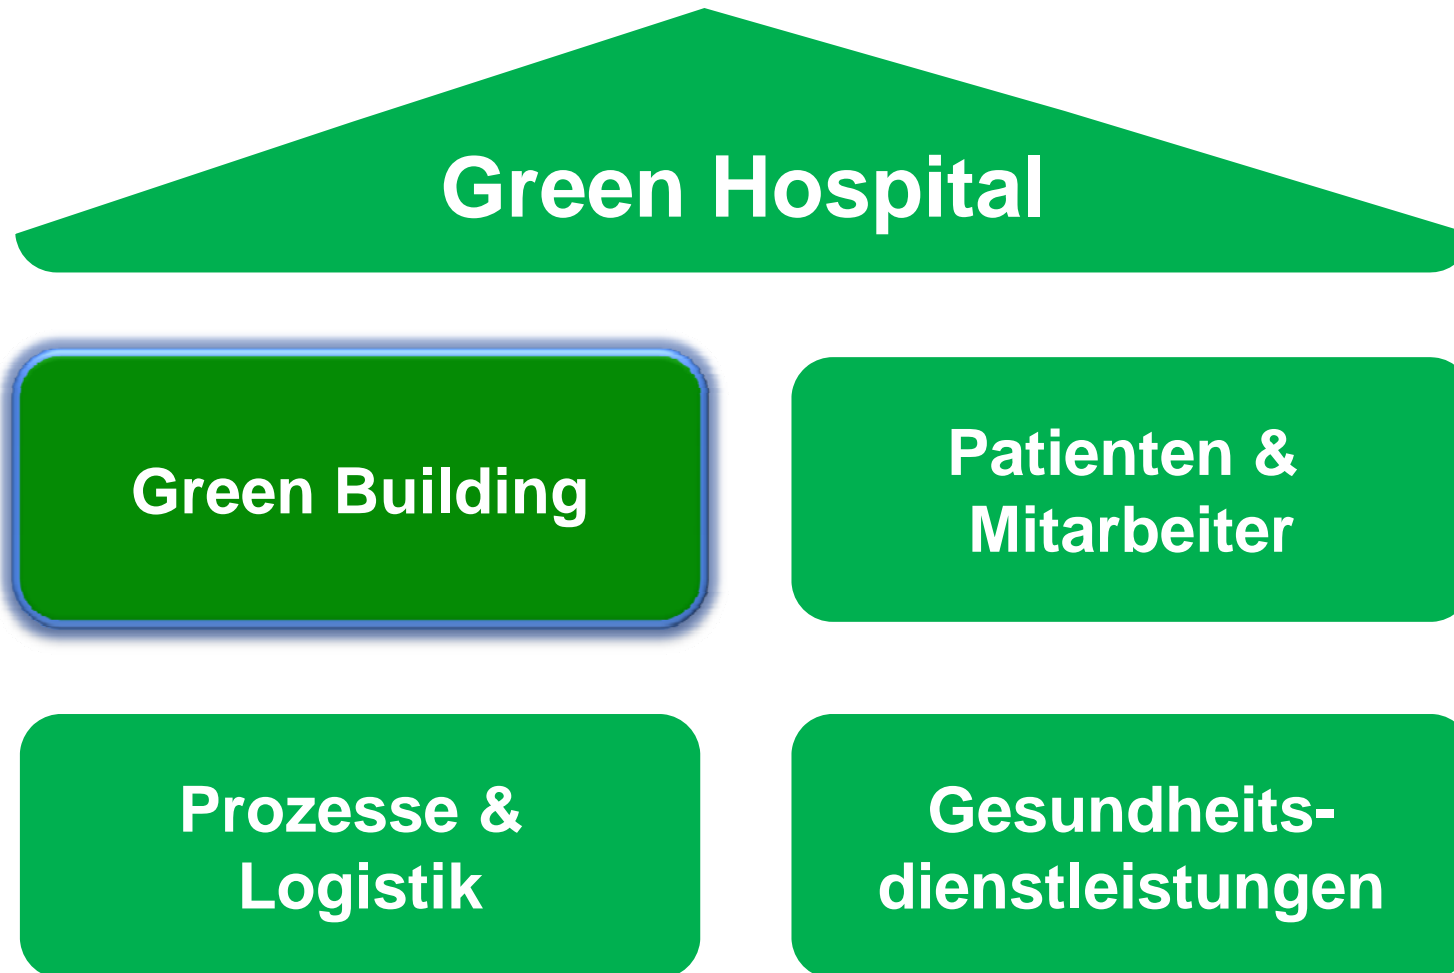 Green Hospital
Green Building
Patienten &
Mitarbeiter
Prozesse &
Logistik
Gesundheits-
dienstleistungen